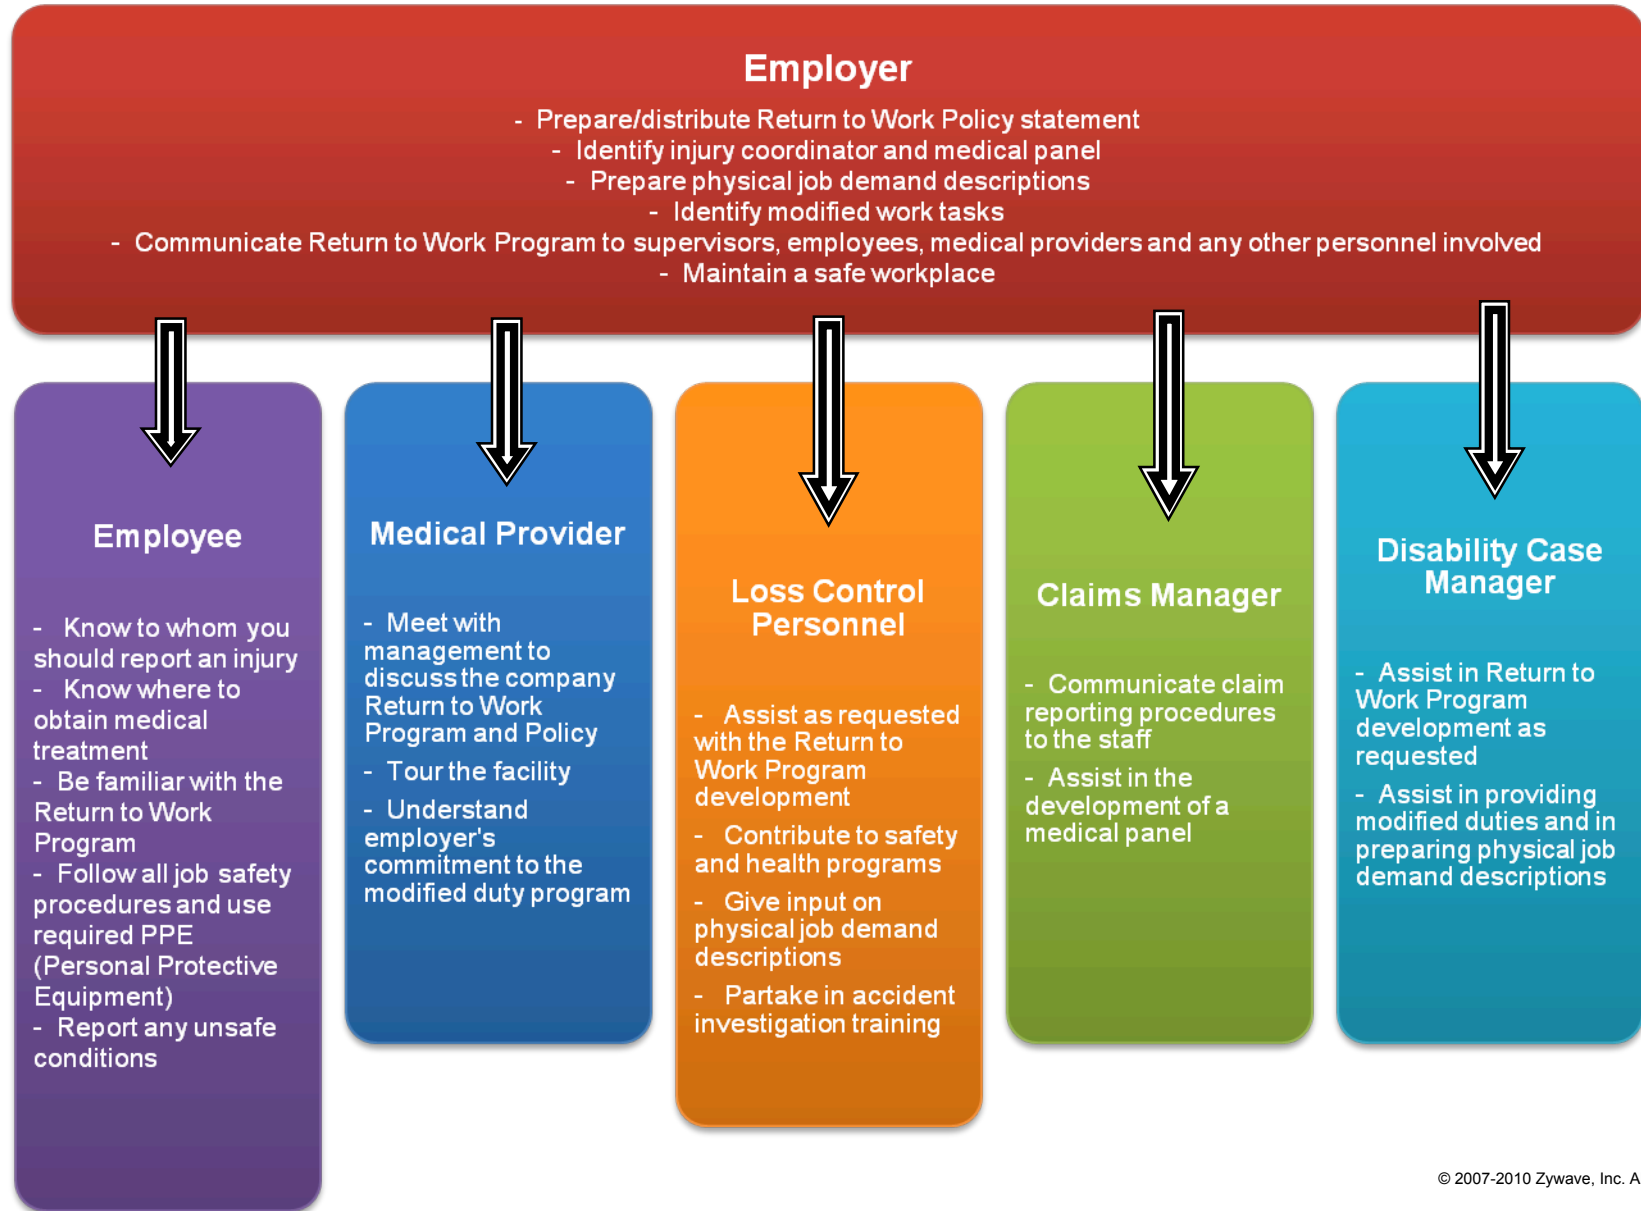 Employer
- Prepare/distribute Return to Work Policy statement
- Identify injury coordinator and medical panel
- Prepare physical job demand descriptions
- Identify modified work tasks
- Communicate Return to Work Program to supervisors, employees, medical providers and any other personnel involved
- Maintain a safe workplace
Employee
- Know to whom you
should report an injury
- Know where to
obtain medical
treatment
- Be familiar with the
Return to Work
Program
- Follow all job safety
procedures and use
required PPE
(Personal Protective
Equipment)
- Report any unsafe
conditions
Medical Provider
- Meet with
management to
discuss the company
Return to Work
Program and Policy
- Tour the facility
- Understand
employer's
commitment to the
modified duty program
Loss Control
Personnel
- Assist as requested
with the Return to
Work Program
development
- Contribute to safety
and health programs
- Give input on
physical job demand
descriptions
- Partake in accident
investigation training
Claims Manager
- Communicate claim
reporting procedures
to the staff
- Assist in the
development of a
medical panel
Disability Case
Manager
- Assist in Return to
Work Program
development as
requested
- Assist in providing
modified duties and in
preparing physical job
demand descriptions
© 2007-2010 Zywave, Inc. A